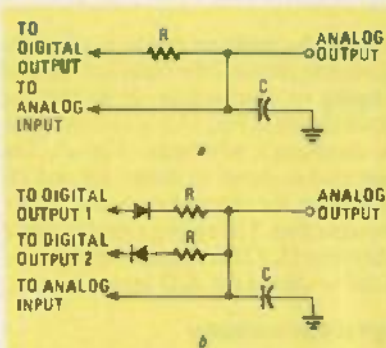 TO
DIGITAL
OUTPUT
R
ANALOG
OUTPUT
TO
ANALOG
INPUT
C
a
TO DIGITAL
OUTPUT 1
R
ANALOG
OUTPUT
TO DIGITAL
OUTPUT 2
R
TO ANALOG
INPUT
C
b